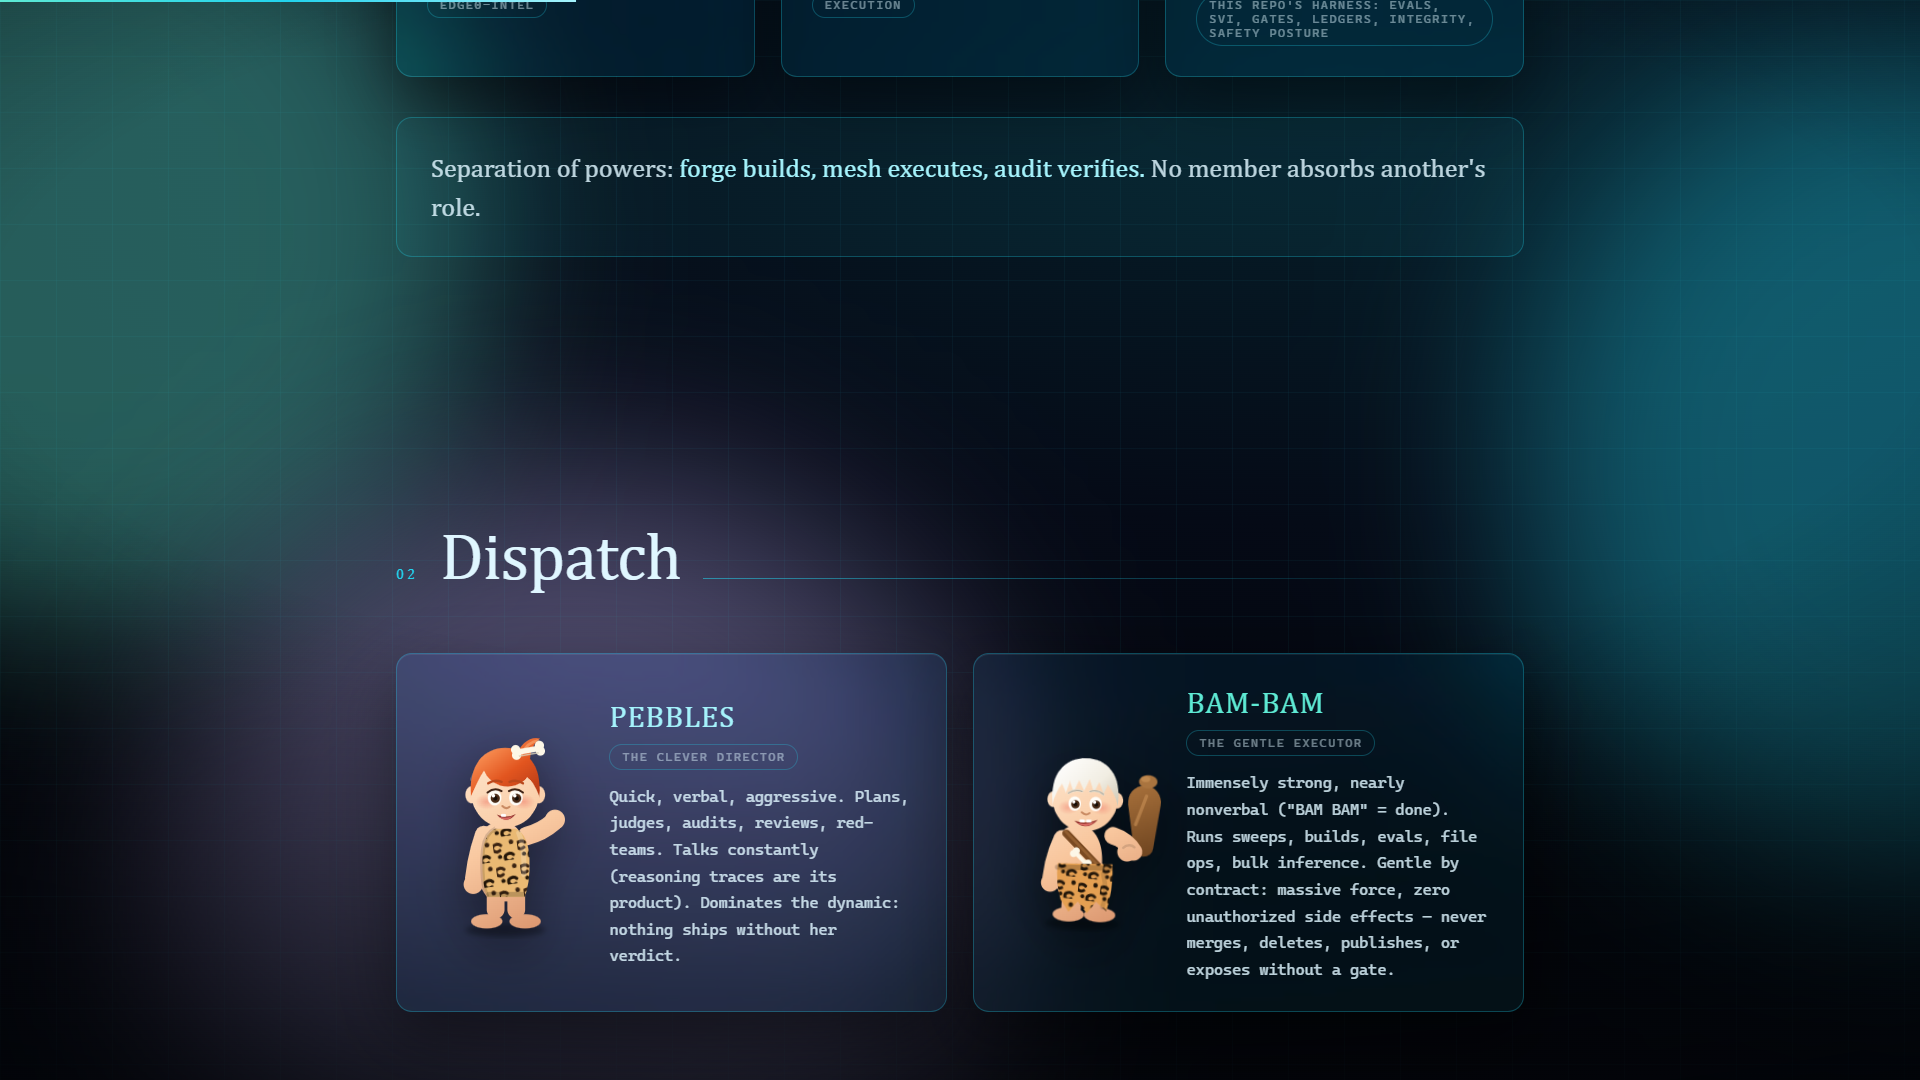 EDGE0-INTEL
EXECUTION
THIS REPO'S HARNESS: EVALS,
SVI, GATES, LEDGERS, INTEGRITY,
SAFETY POSTURE
Separation of powers: forge builds, mesh executes, audit verifies. No member absorbs another's
role.
02
Dispatch
PEBBLES
THE CLEVER DIRECTOR
Quick, verbal, aggressive. Plans,
judges, audits, reviews, red-
teams. Talks constantly
(reasoning traces are its
product). Dominates the dynamic:
nothing ships without her
verdict.
BAM-BAM
THE GENTLE EXECUTOR
Immensely strong, nearly
nonverbal ("BAM BAM" = done).
Runs sweeps, builds, evals, file
ops, bulk inference. Gentle by
contract: massive force, zero
unauthorized side effects — never
merges, deletes, publishes, or
exposes without a gate.